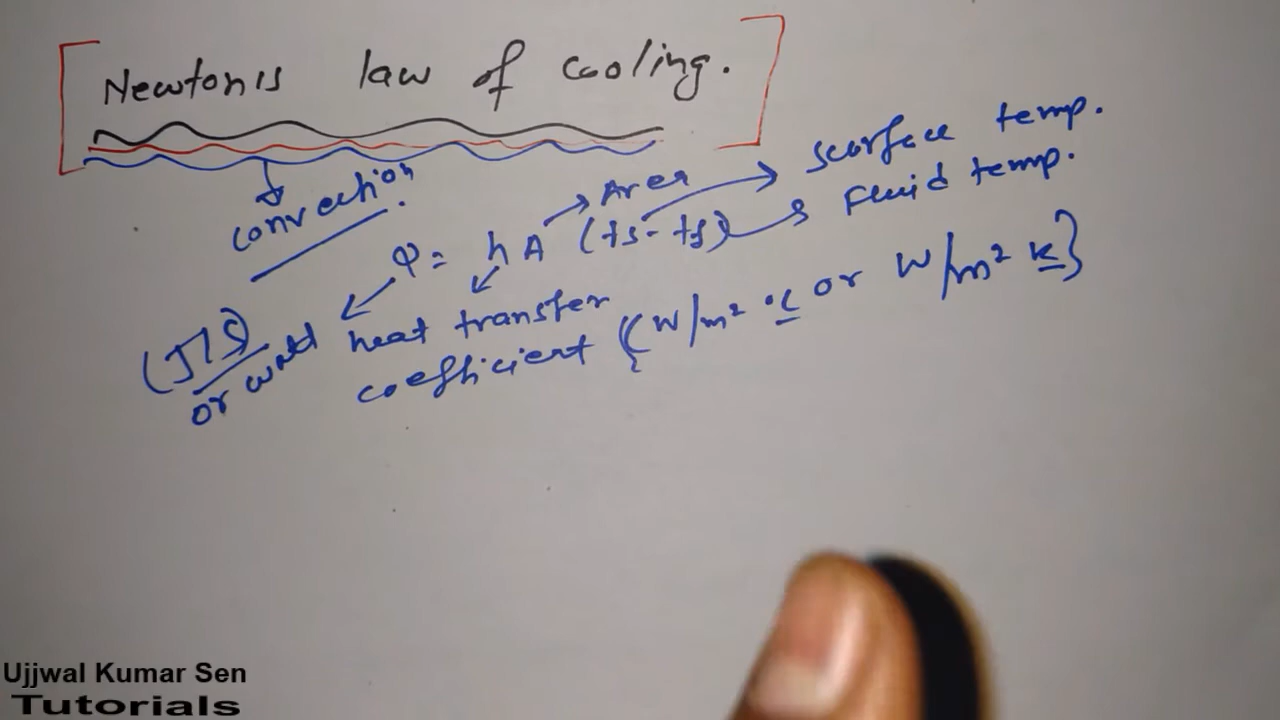 Newton's law of cooling.
convection.
Area
surface temp.
Q = h A (ts - tf)
Fluid temp.
(J/S)
or watt
heat transfer
coefficient { W/m² °C or W/m² K }
Ujjwal Kumar Sen
Tutorials